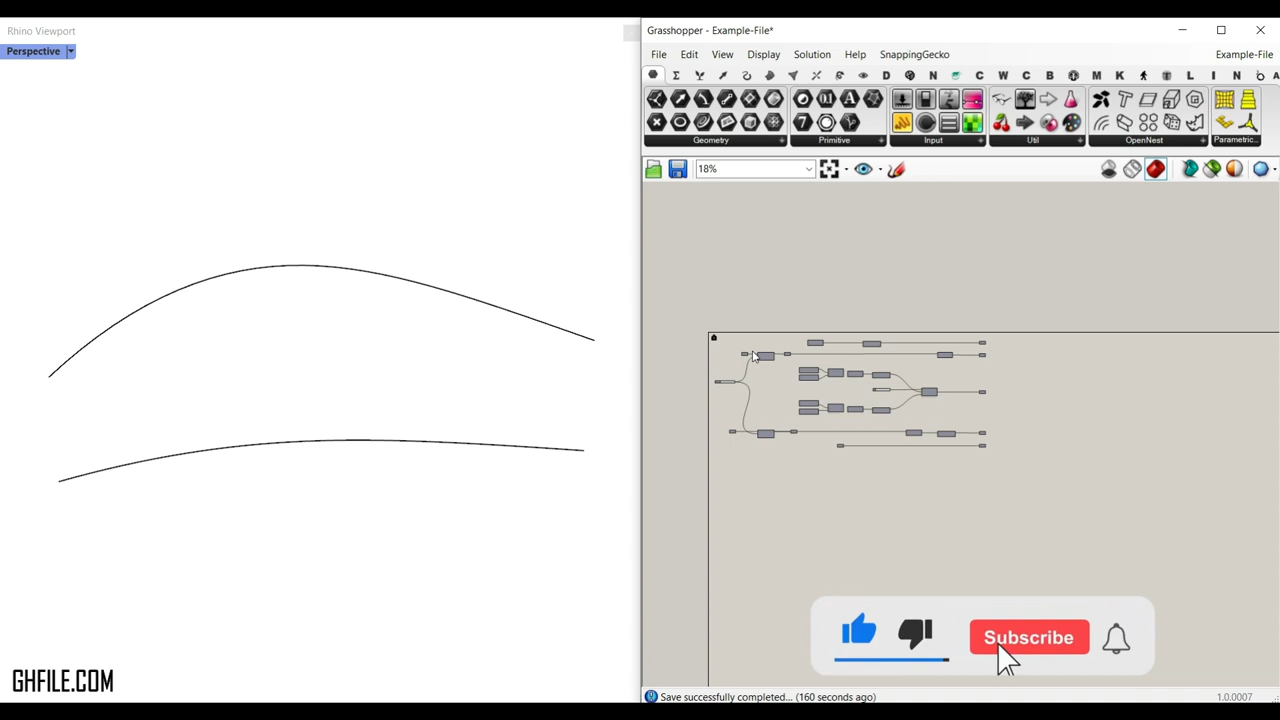 Rhino Viewport
Perspective
Grasshopper - Example-File*
File Edit View Display Solution Help SnappingGecko Example-File
D N C W C B M K L I N A
Geometry Primitive Input Util OpenNest Parametric...
18%
Subscribe
GHFILE.COM
Save successfully completed... (160 seconds ago) 1.0.0007